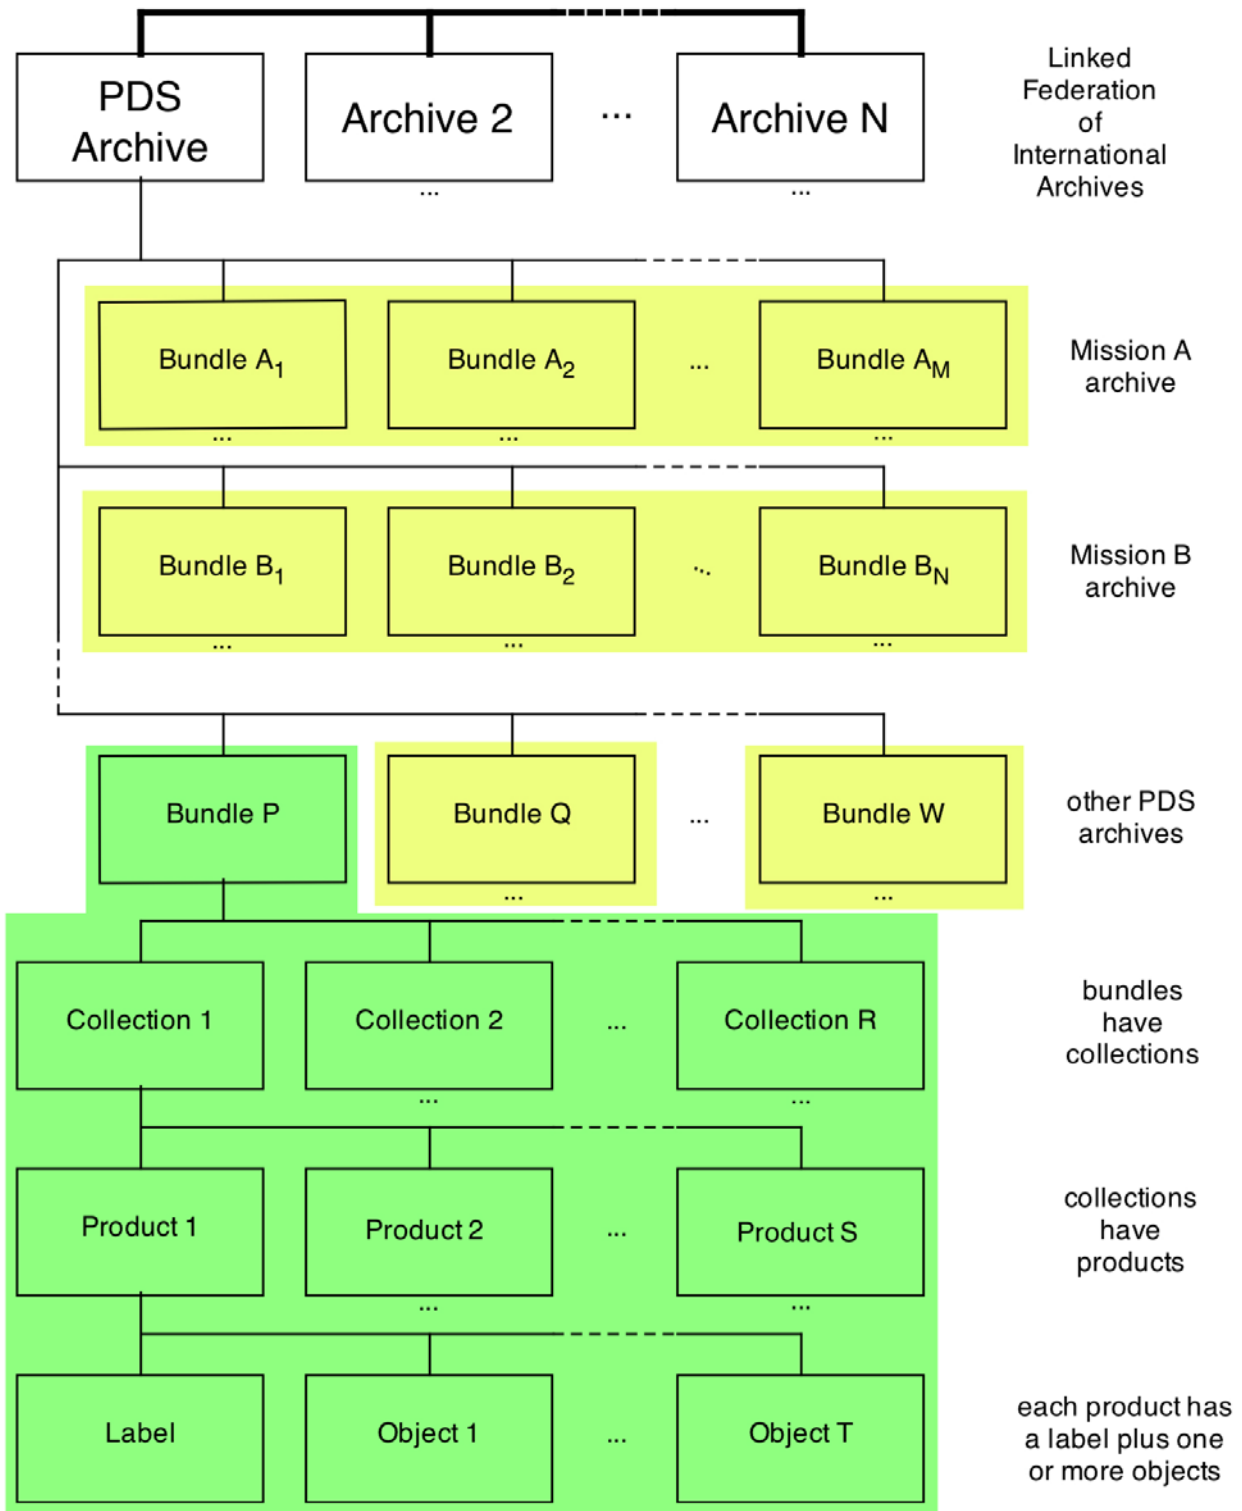 PDS
Archive
Archive 2
...
Archive N
Linked
Federation
of
International
Archives
...
...
Bundle A1
Bundle A2
...
Bundle AM
Mission A
archive
...
...
...
Bundle B1
Bundle B2
...
Bundle BN
Mission B
archive
...
...
...
Bundle P
Bundle Q
...
Bundle W
other PDS
archives
...
...
Collection 1
Collection 2
...
Collection R
bundles
have
collections
...
...
Product 1
Product 2
...
Product S
collections
have
products
...
...
Label
Object 1
...
Object T
each product has
a label plus one
or more objects